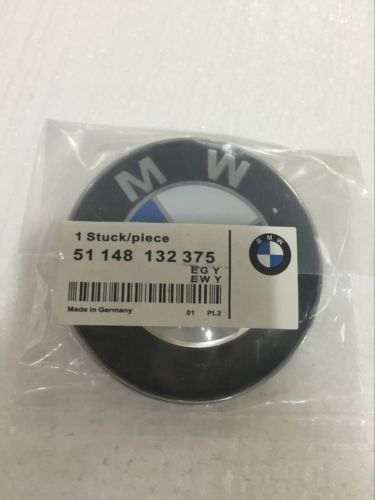 M W
1 Stuck/piece
51 148 132 375
EG Y
EW Y
BMW
Made in Germany
01 PL2